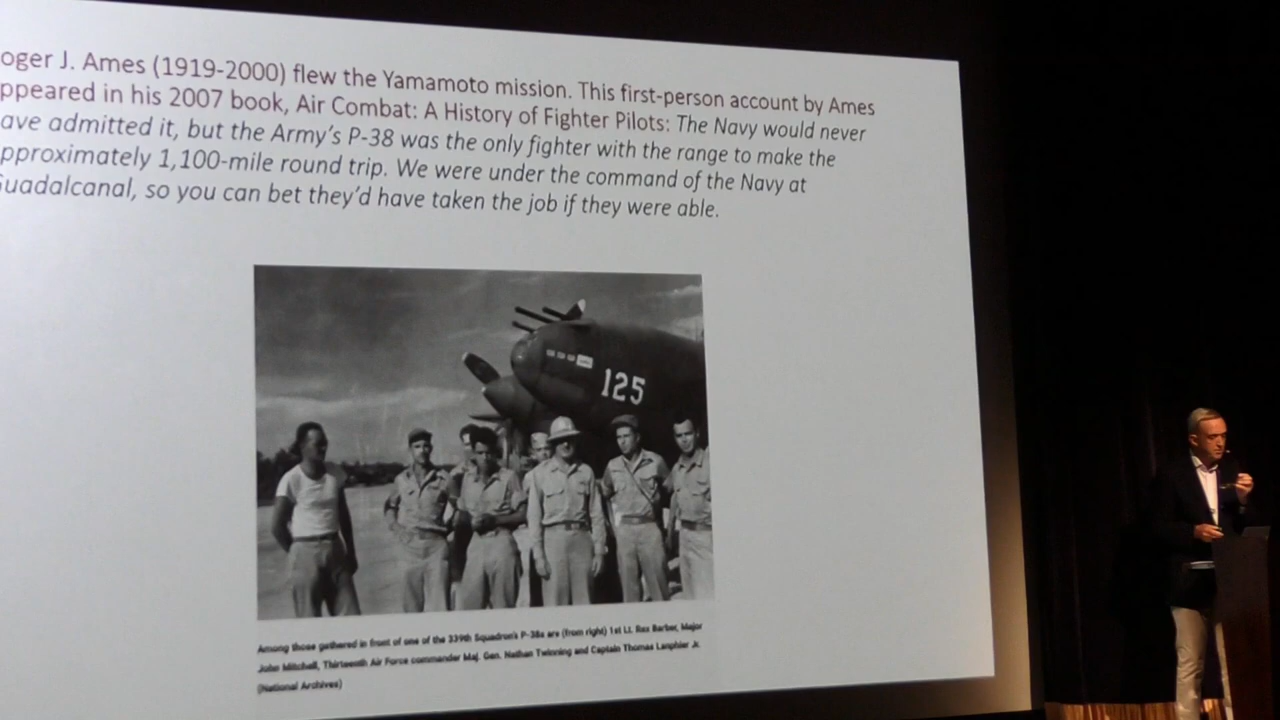 oger J. Ames (1919-2000) flew the Yamamoto mission. This first-person account by Ames
ppeared in his 2007 book, Air Combat: A History of Fighter Pilots: The Navy would never
ave admitted it, but the Army's P-38 was the only fighter with the range to make the
pproximately 1,100-mile round trip. We were under the command of the Navy at
Guadalcanal, so you can bet they'd have taken the job if they were able.
125
Among those gathered in front of one of the 339th Squadron's P-38s are (from right) 1st Lt. Rex Barber, Major
John Mitchell, Thirteenth Air Force commander Maj. Gen. Nathan Twining and Captain Thomas Lanphier Jr.
(National Archives)